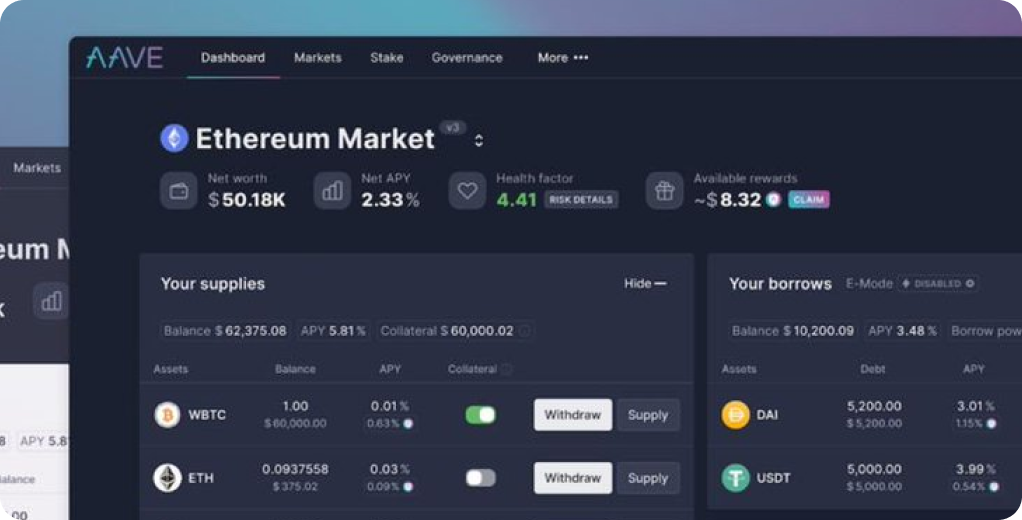 AAVE Dashboard Markets Stake Governance More •••
Markets
Ethereum Market v3
Net worth
$ 50.18K
Net APY
2.33 %
Health factor
4.41 RISK DETAILS
Available rewards
~$ 8.32 CLAIM
eum M
Your supplies
Hide —
Balance $ 62,375.08 APY 5.81 % Collateral $ 60,000.02
Assets Balance APY Collateral
WBTC 1.00 0.01 % Withdraw Supply
$ 60,000.00 0.63 %
ETH 0.0937558 0.03 % Withdraw Supply
$ 375.02 0.09 %
Your borrows E-Mode DISABLED
Balance $ 10,200.09 APY 3.48 % Borrow pow
Assets Debt APY
DAI 5,200.00 3.01 %
$ 5,200.00 1.15 %
USDT 5,000.00 3.99 %
$ 5,000.00 0.54 %
8 APY 5.8
alance
.00